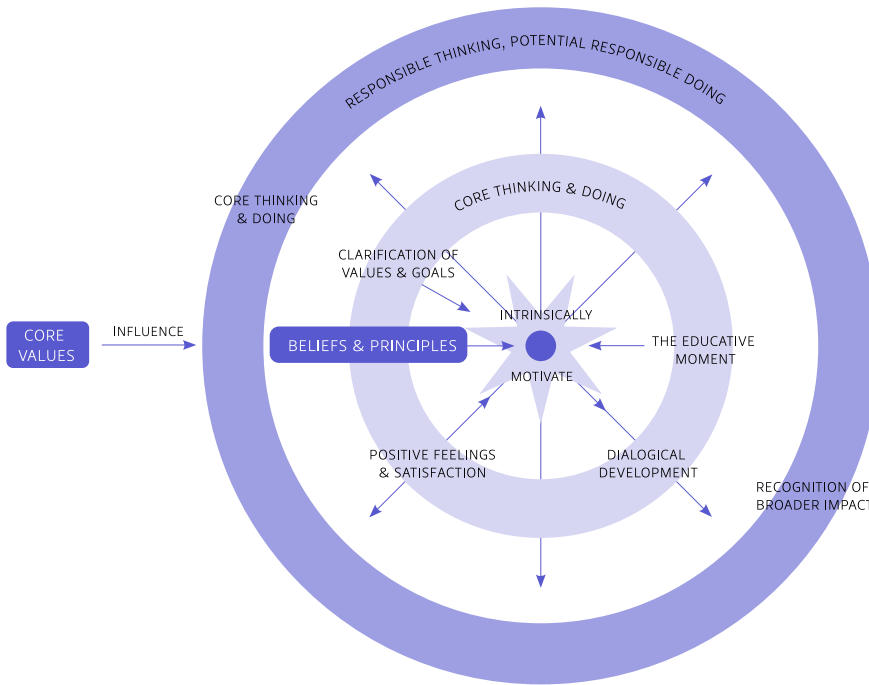 RESPONSIBLE THINKING, POTENTIAL RESPONSIBLE DOING
CORE THINKING & DOING
CORE THINKING
& DOING
CLARIFICATION OF
VALUES & GOALS
INTRINSICALLY
CORE
VALUES
INFLUENCE
BELIEFS & PRINCIPLES
THE EDUCATIVE
MOMENT
MOTIVATE
POSITIVE FEELINGS
& SATISFACTION
DIALOGICAL
DEVELOPMENT
RECOGNITION OF
BROADER IMPACT